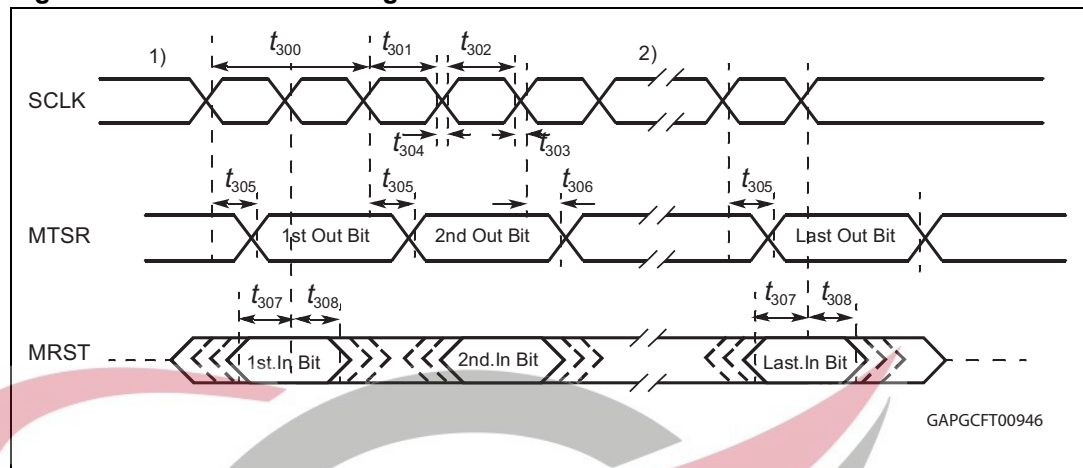 1) t300 t301 t302 2)
SCLK
t304 t303
t305 t305 t306 t305
MTSR 1st Out Bit 2nd Out Bit Last Out Bit
t307 t308 t307 t308
MRST 1st.In Bit 2nd.In Bit Last.In Bit
GAPGCFT00946